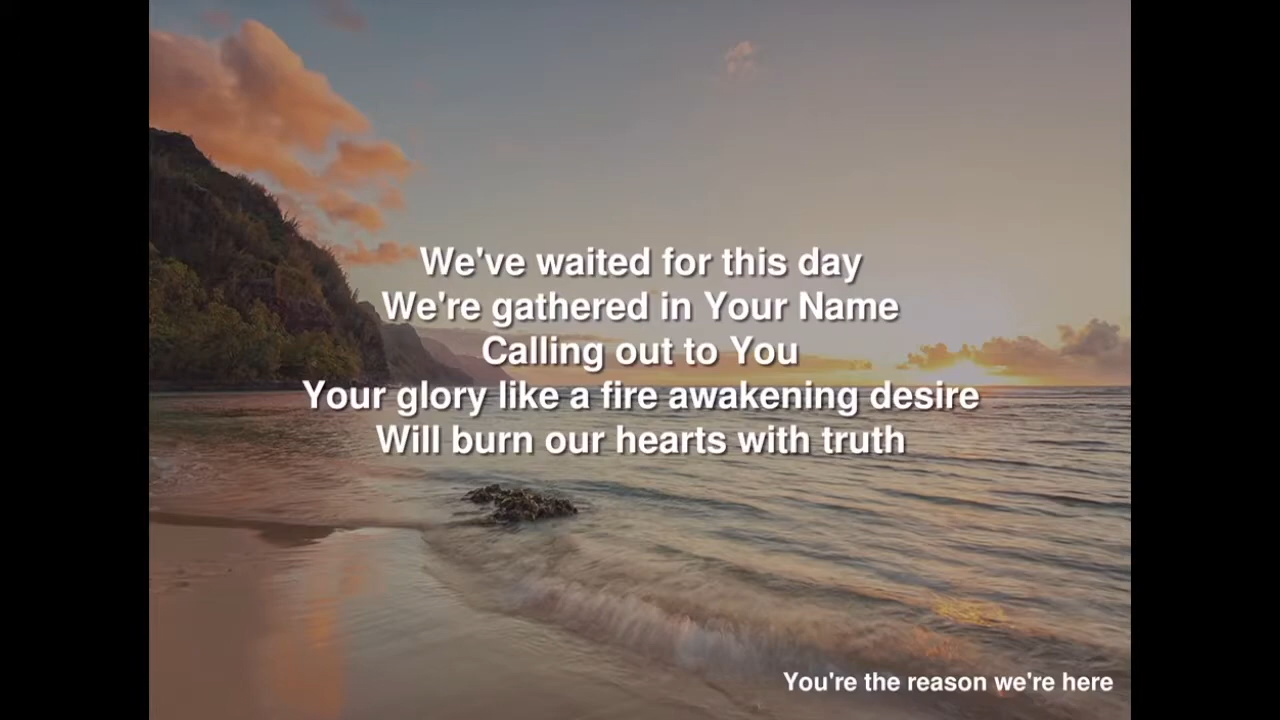 We've waited for this day
We're gathered in Your Name
Calling out to You
Your glory like a fire awakening desire
Will burn our hearts with truth
You're the reason we're here